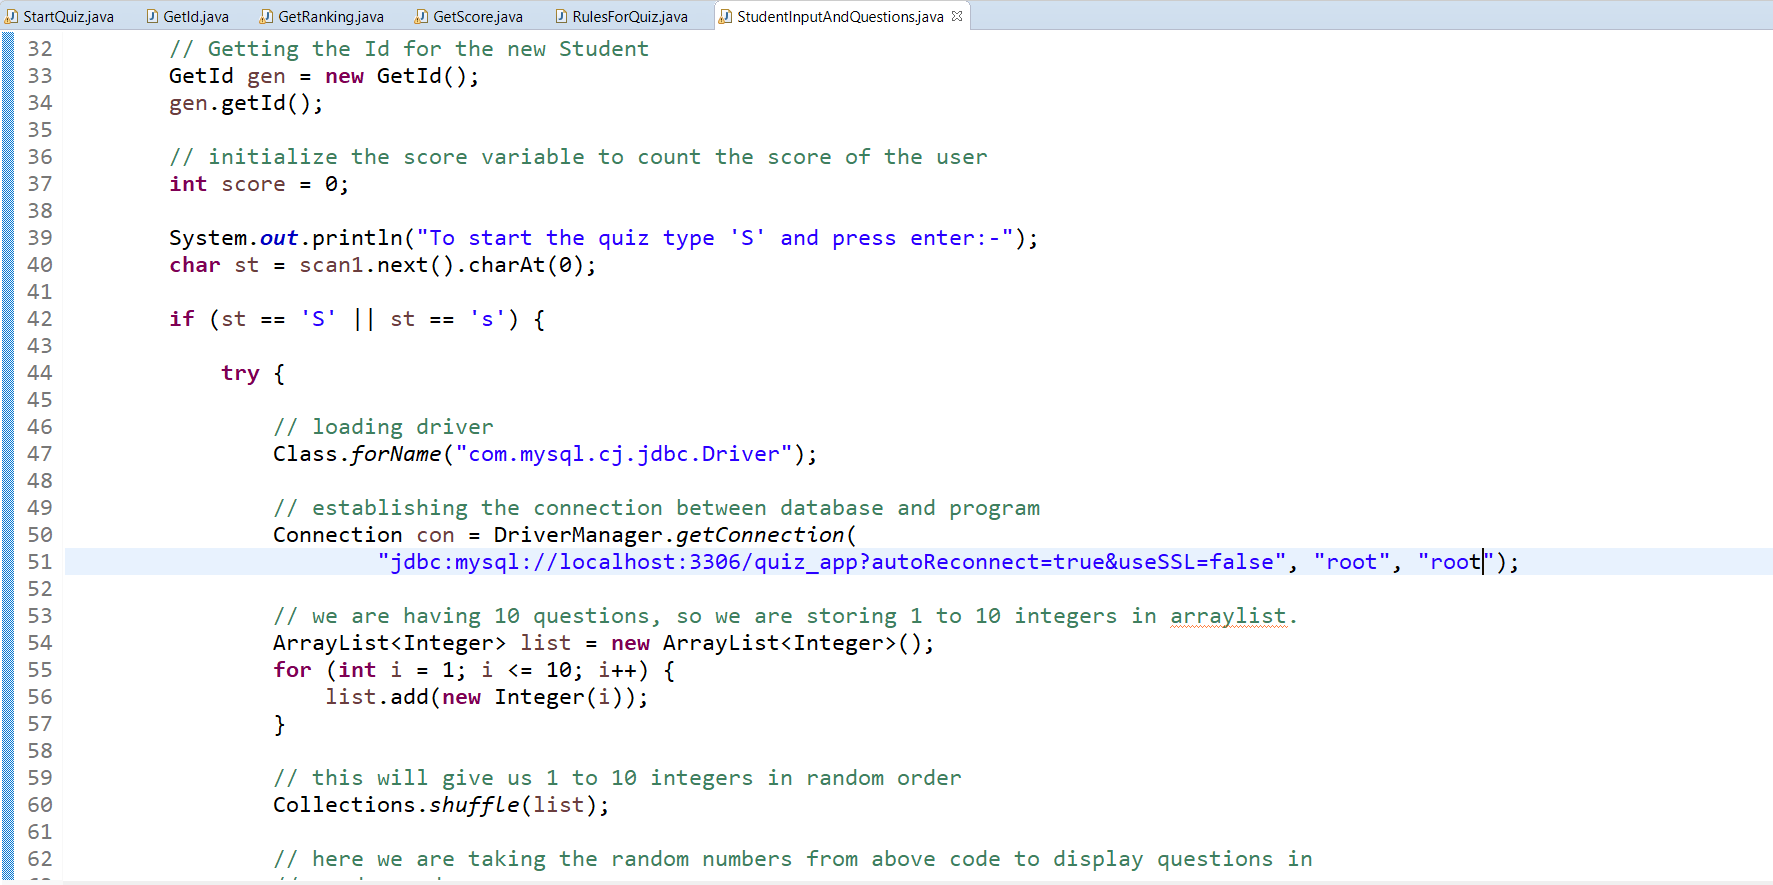 StartQuiz.java GetId.java GetRanking.java GetScore.java RulesForQuiz.java StudentInputAndQuestions.java
32 // Getting the Id for the new Student
33 GetId gen = new GetId();
34 gen.getId();
35
36 // initialize the score variable to count the score of the user
37 int score = 0;
38
39 System.out.println("To start the quiz type 'S' and press enter:-");
40 char st = scan1.next().charAt(0);
41
42 if (st == 'S' || st == 's') {
43
44 try {
45
46 // loading driver
47 Class.forName("com.mysql.cj.jdbc.Driver");
48
49 // establishing the connection between database and program
50 Connection con = DriverManager.getConnection(
51 "jdbc:mysql://localhost:3306/quiz_app?autoReconnect=true&useSSL=false", "root", "root");
52
53 // we are having 10 questions, so we are storing 1 to 10 integers in arraylist.
54 ArrayList<Integer> list = new ArrayList<Integer>();
55 for (int i = 1; i <= 10; i++) {
56 list.add(new Integer(i));
57 }
58
59 // this will give us 1 to 10 integers in random order
60 Collections.shuffle(list);
61
62 // here we are taking the random numbers from above code to display questions in